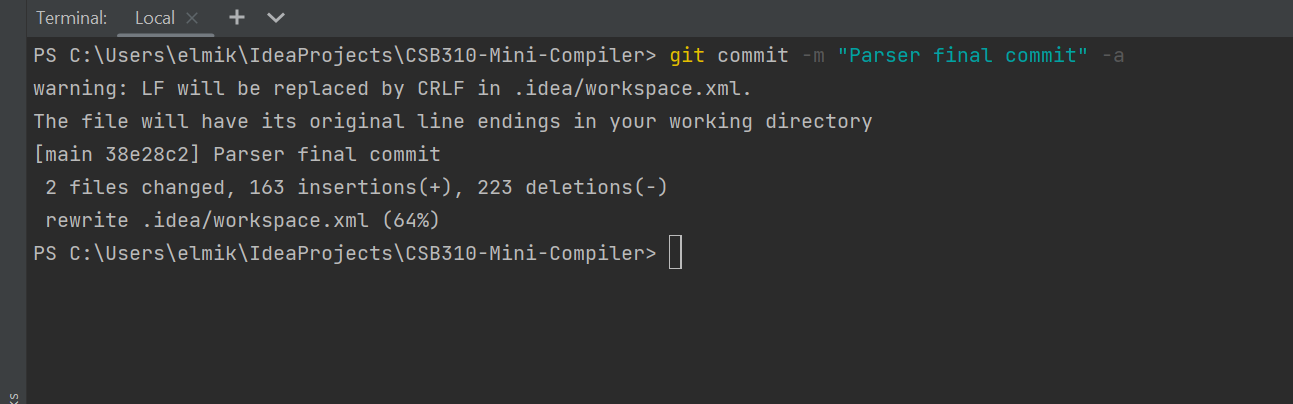 Terminal: Local
PS C:\Users\elmik\IdeaProjects\CSB310-Mini-Compiler> git commit -m "Parser final commit" -a
warning: LF will be replaced by CRLF in .idea/workspace.xml.
The file will have its original line endings in your working directory
[main 38e28c2] Parser final commit
 2 files changed, 163 insertions(+), 223 deletions(-)
 rewrite .idea/workspace.xml (64%)
PS C:\Users\elmik\IdeaProjects\CSB310-Mini-Compiler>